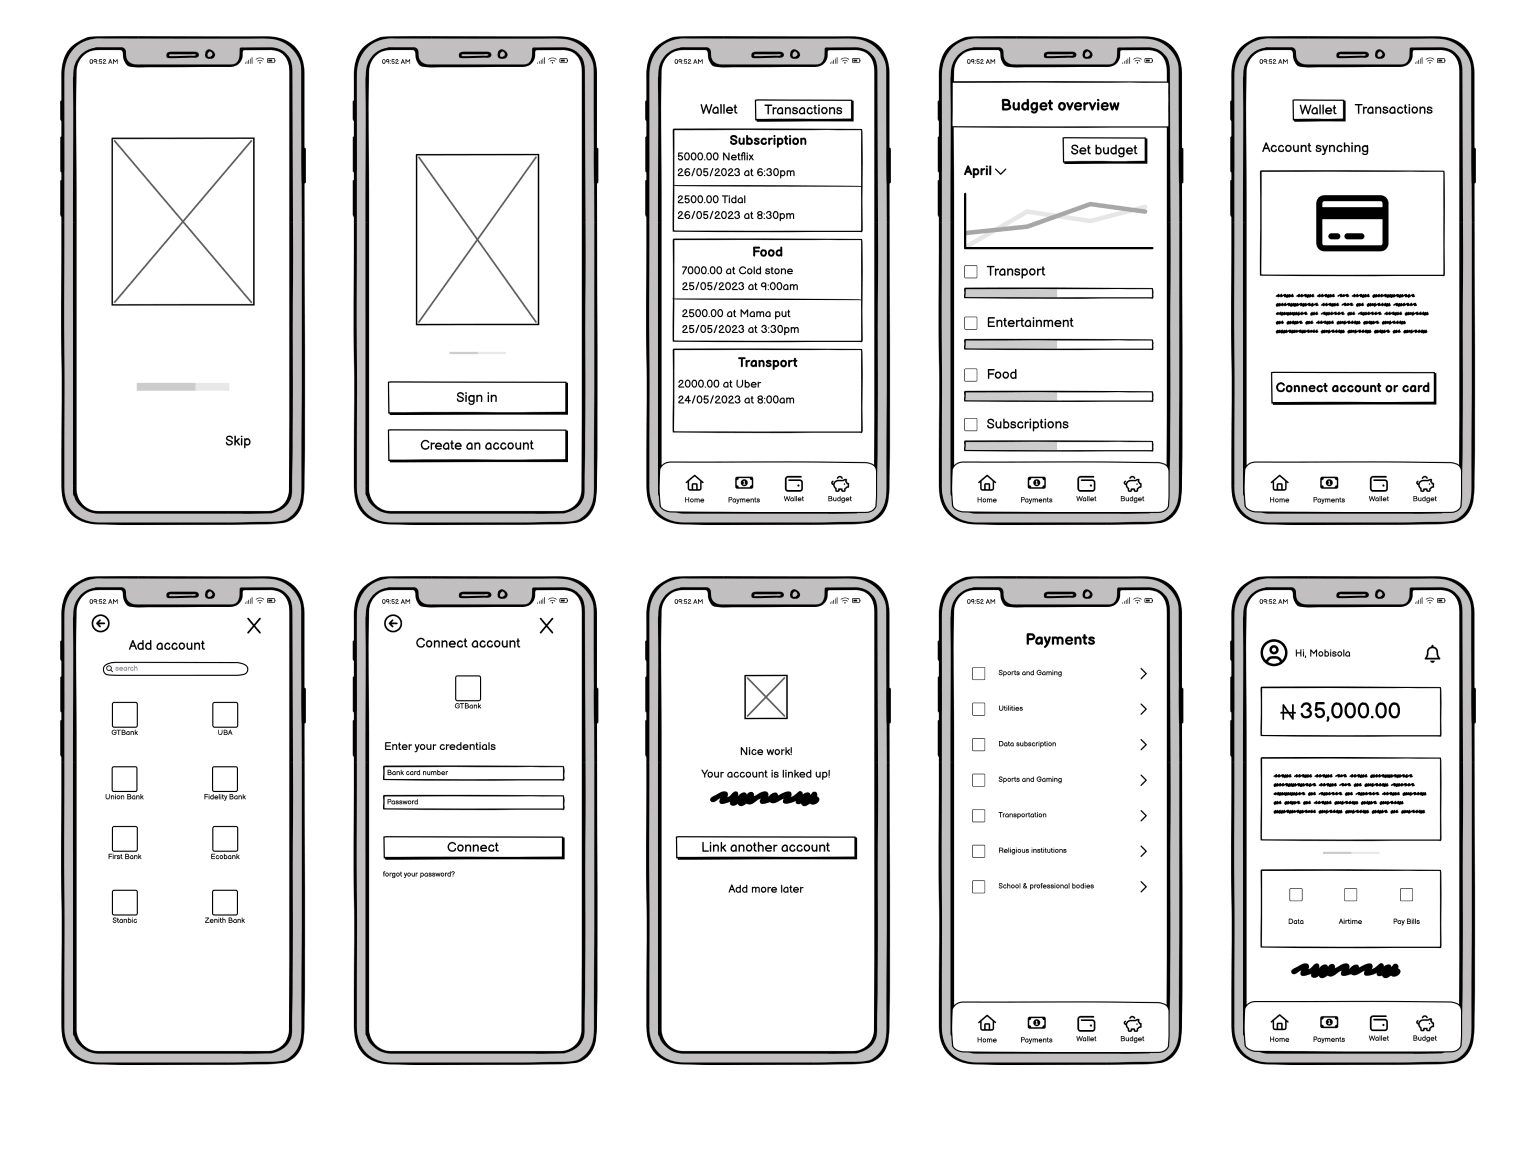 09:52 AM
Skip
09:52 AM
Sign in
Create an account
09:52 AM
Wallet
Transactions
Subscription
5000.00 Netflix
26/05/2023 at 6:30pm
2500.00 Tidal
26/05/2023 at 8:30pm
Food
7000.00 at Cold stone
25/05/2023 at 9:00am
2500.00 at Mama put
25/05/2023 at 3:30pm
Transport
2000.00 at Uber
24/05/2023 at 8:00am
Home
Payments
Wallet
Budget
09:52 AM
Budget overview
Set budget
April
Transport
Entertainment
Food
Subscriptions
Home
Payments
Wallet
Budget
09:52 AM
Wallet
Transactions
Account synching
Connect account or card
Home
Payments
Wallet
Budget
09:52 AM
Add account
search
GTBank
UBA
Union Bank
Fidelity Bank
First Bank
Ecobank
Stanbic
Zenith Bank
09:52 AM
Connect account
GTBank
Enter your credentials
Bank card number
Password
Connect
forgot your password?
09:52 AM
Nice work!
Your account is linked up!
Link another account
Add more later
09:52 AM
Payments
Sports and Gaming
Utilities
Data subscription
Sports and Gaming
Transportation
Religious institutions
School & professional bodies
Home
Payments
Wallet
Budget
09:52 AM
Hi, Mobisola
₦35,000.00
Data
Airtime
Pay Bills
Home
Payments
Wallet
Budget